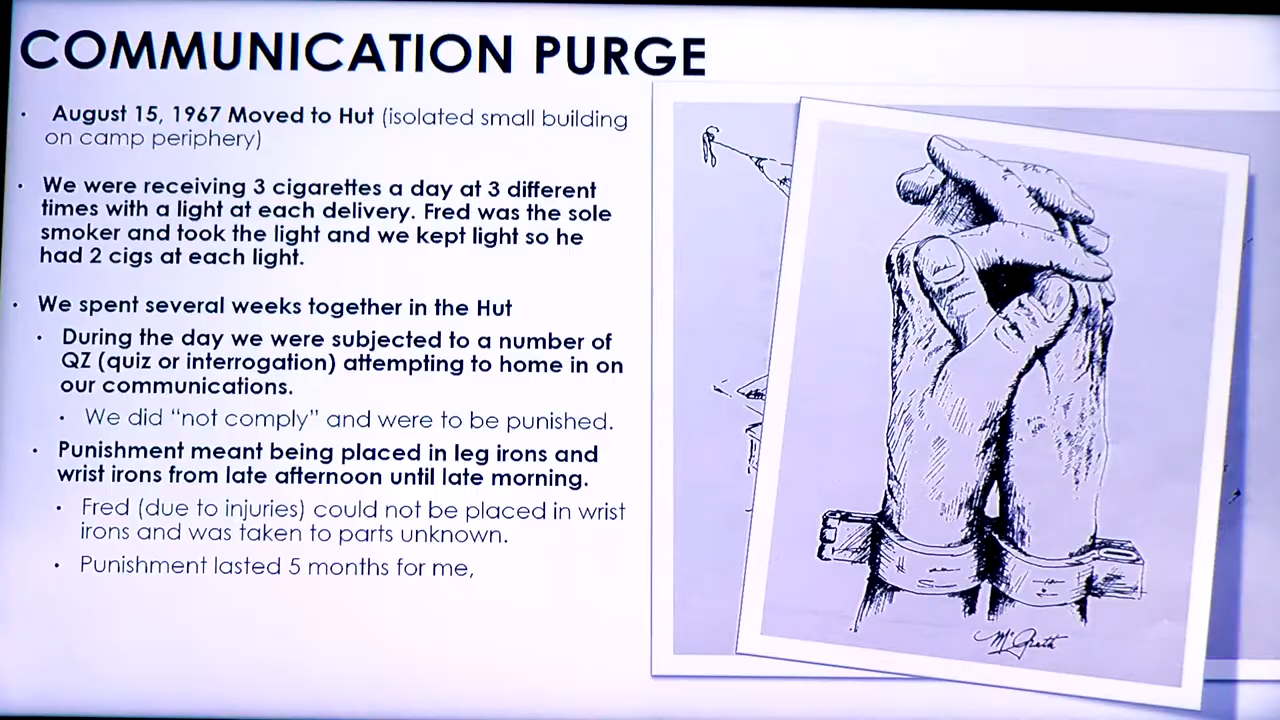 COMMUNICATION PURGE
• August 15, 1967 Moved to Hut (isolated small building
on camp periphery)
• We were receiving 3 cigarettes a day at 3 different
times with a light at each delivery. Fred was the sole
smoker and took the light and we kept light so he
had 2 cigs at each light.
• We spent several weeks together in the Hut
• During the day we were subjected to a number of
QZ (quiz or interrogation) attempting to home in on
our communications.
• We did “not comply” and were to be punished.
• Punishment meant being placed in leg irons and
wrist irons from late afternoon until late morning.
• Fred (due to injuries) could not be placed in wrist
irons and was taken to parts unknown.
• Punishment lasted 5 months for me,
McGrath